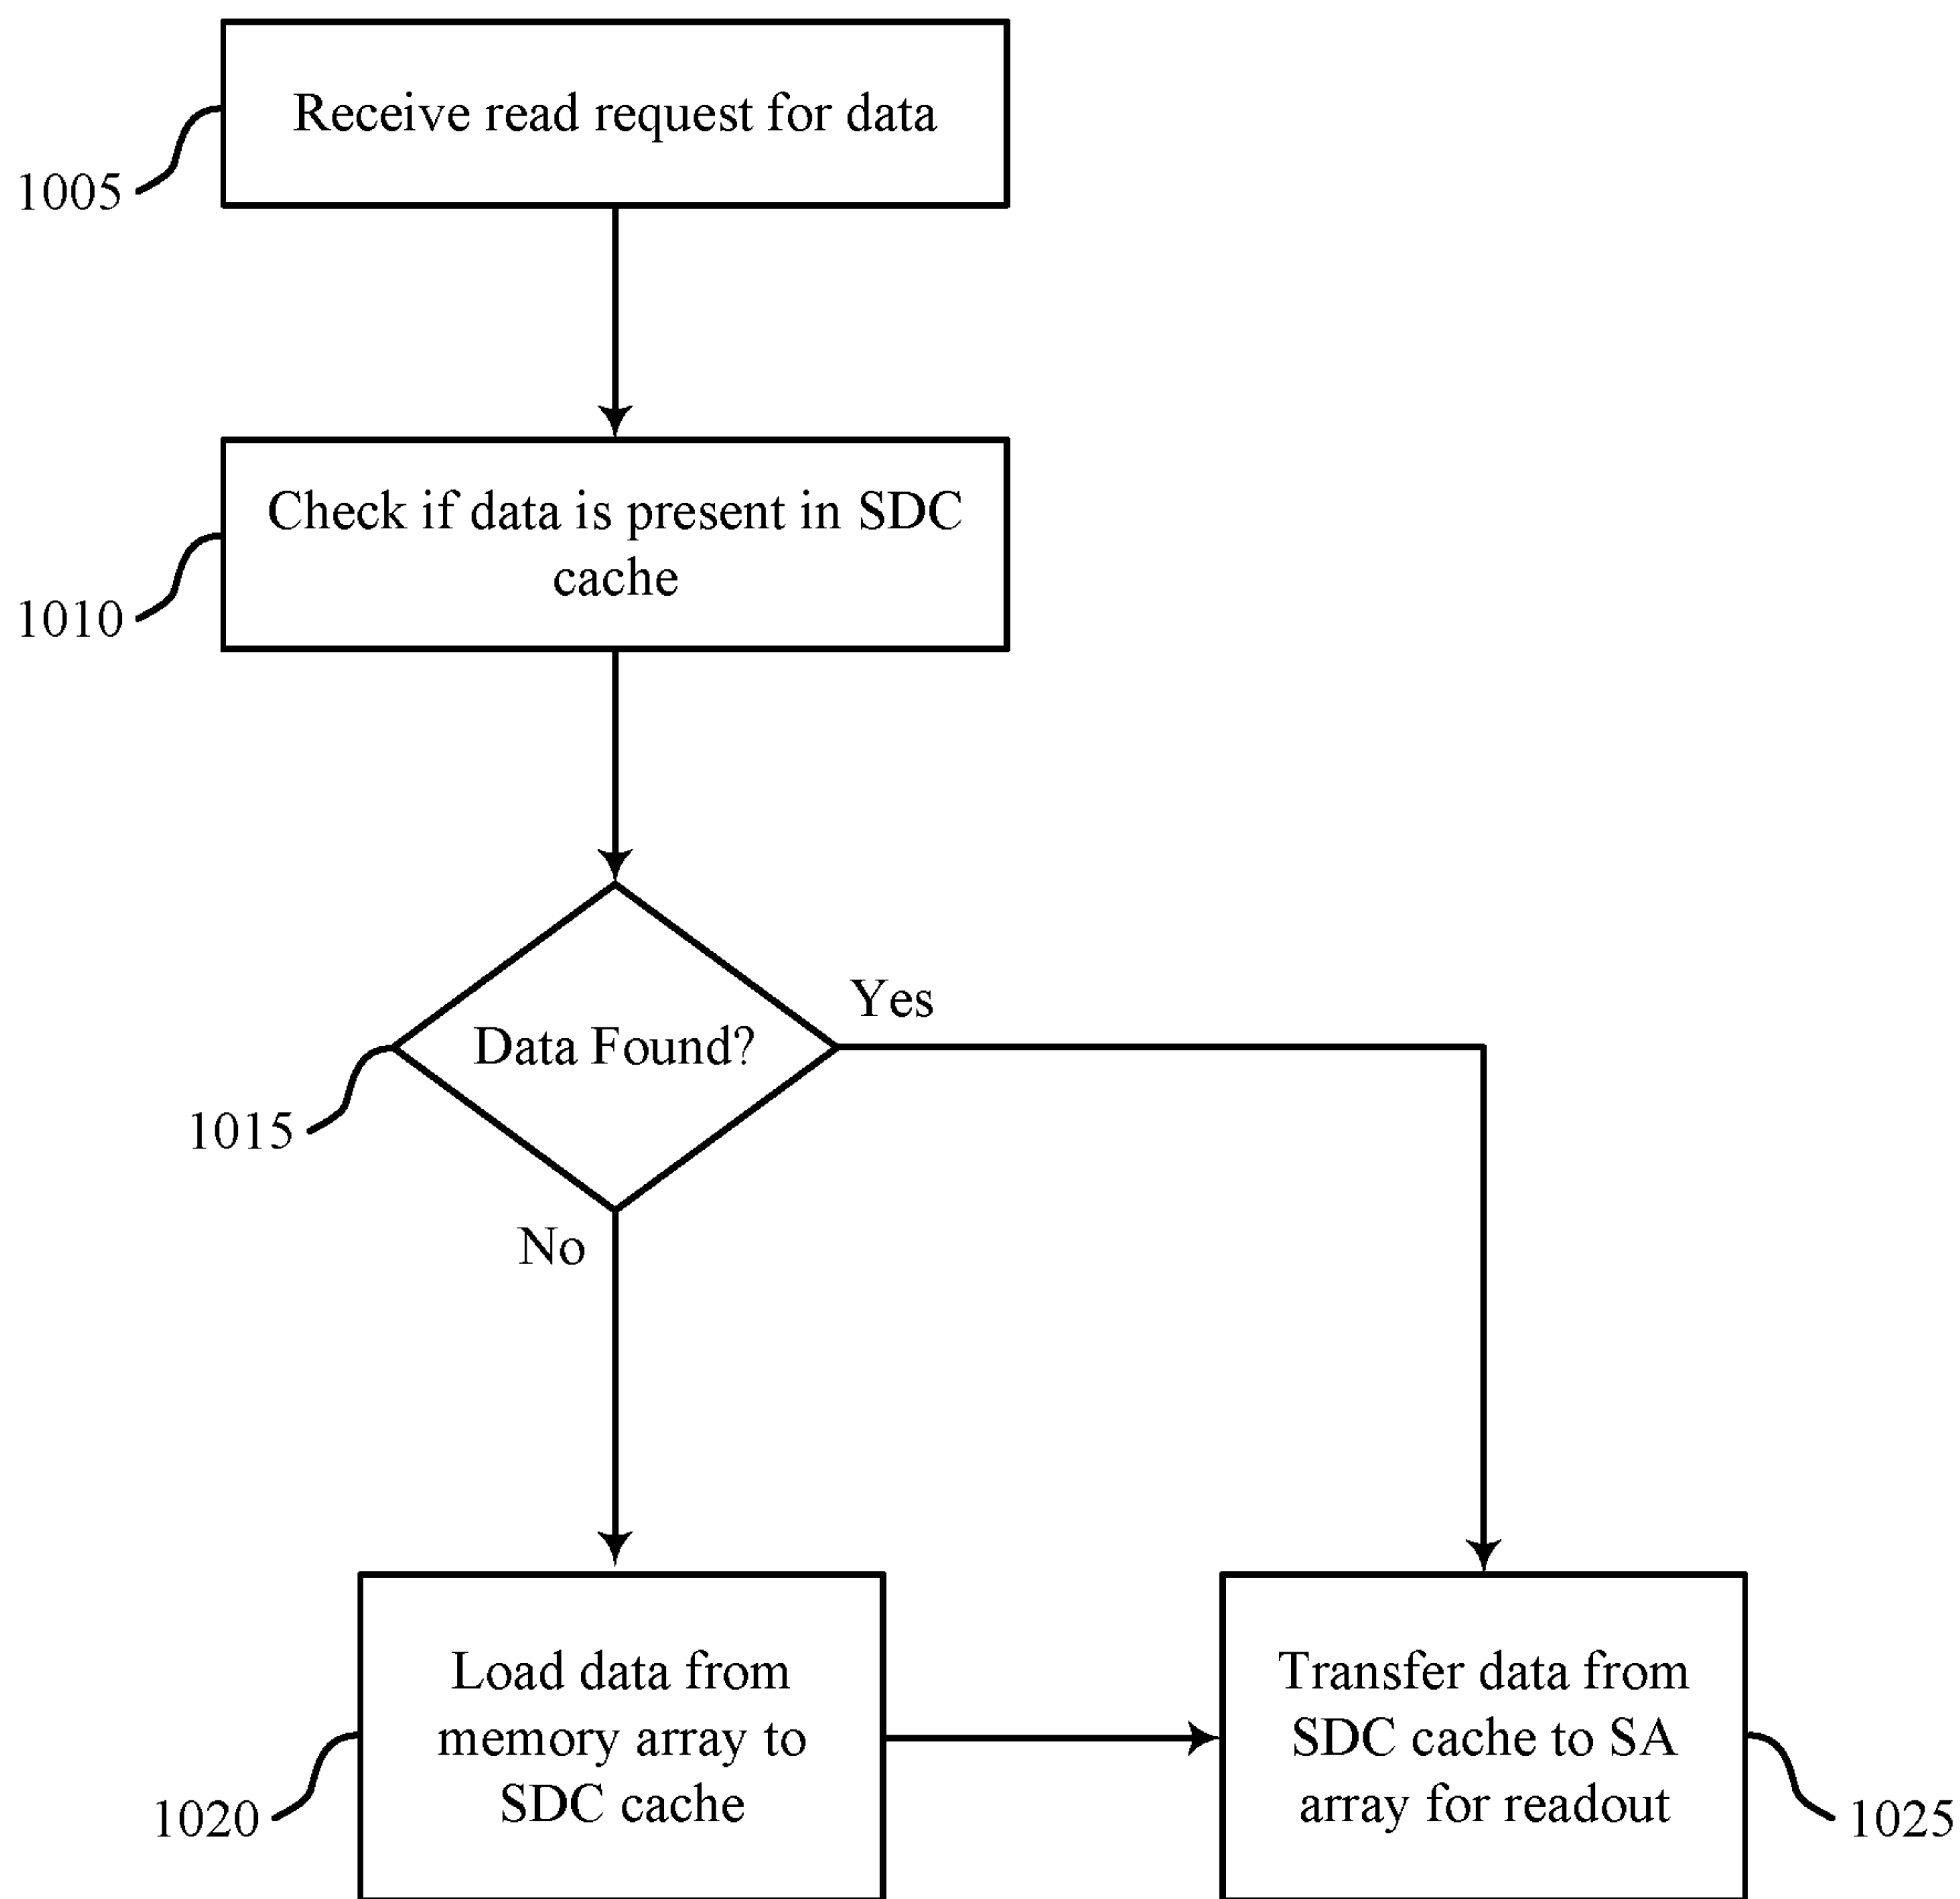 Receive read request for data
1005
Check if data is present in SDC
cache
1010
Yes
Data Found?
1015
No
Load data from
memory array to
SDC cache
1020
Transfer data from
SDC cache to SA
array for readout
1025